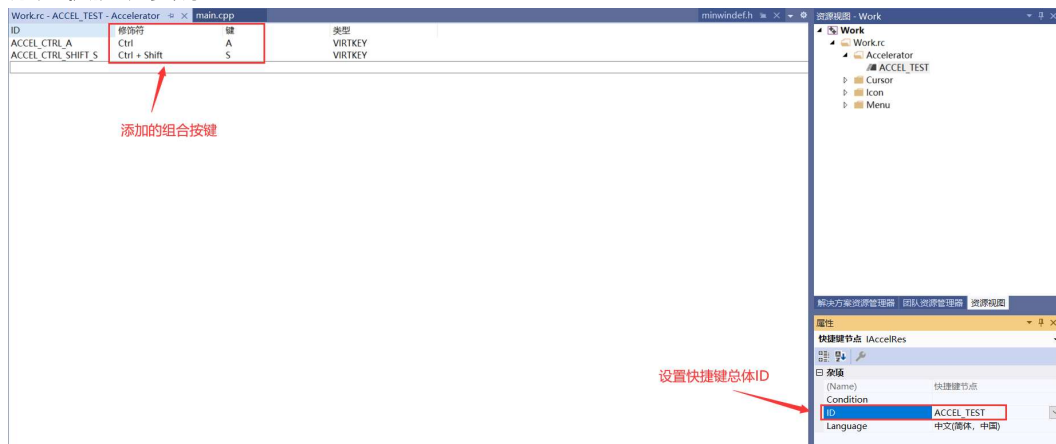 Work.rc - ACCEL_TEST - Accelerator
main.cpp
minwindef.h
ID 修饰符 键 类型
ACCEL_CTRL_A Ctrl A VIRTKEY
ACCEL_CTRL_SHIFT_S Ctrl + Shift S VIRTKEY
添加的组合按键
设置快捷键总体ID
资源视图 - Work
Work
Work.rc
Accelerator
ACCEL_TEST
Cursor
Icon
Menu
解决方案资源管理器 团队资源管理器 资源视图
属性
快捷键节点 IAccelRes
杂项
(Name) 快捷键节点
Condition
ID ACCEL_TEST
Language 中文(简体，中国)